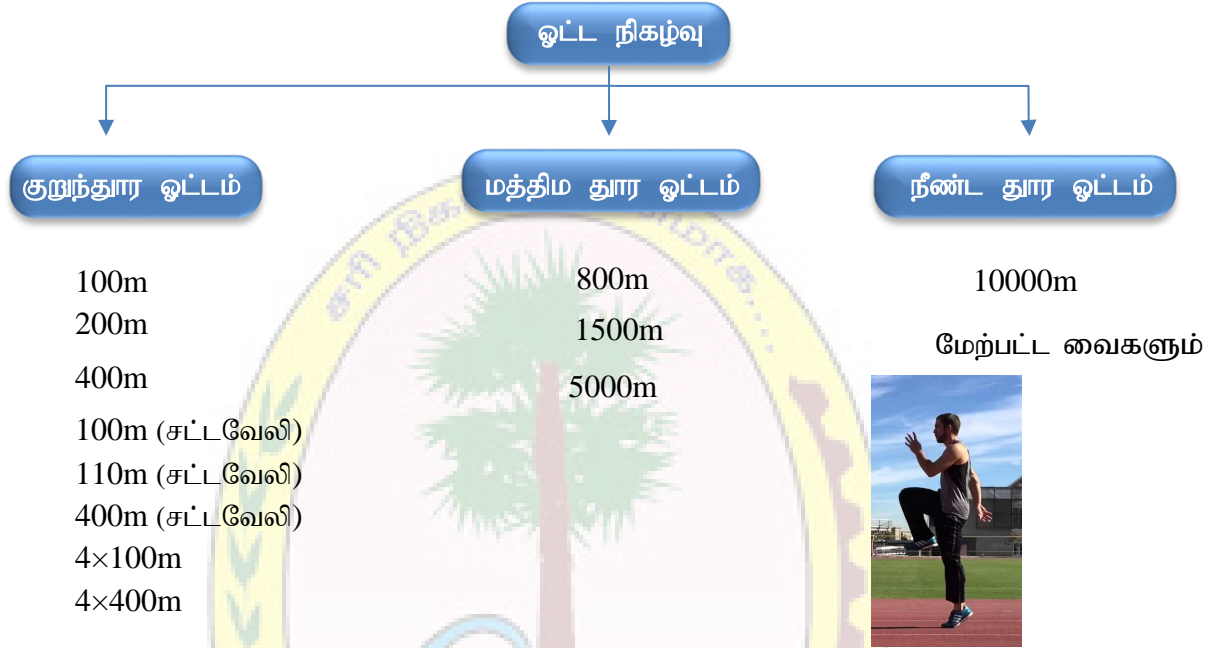 ஓட்ட நிகழ்வு
குறுந்தூர ஓட்டம்
100m
200m
400m
100m (சட்டவேலி)
110m (சட்டவேலி)
400m (சட்டவேலி)
4×100m
4×400m
மத்திம தூர ஓட்டம்
800m
1500m
5000m
நீண்ட தூர ஓட்டம்
10000m
மேற்பட்ட வைகளும்